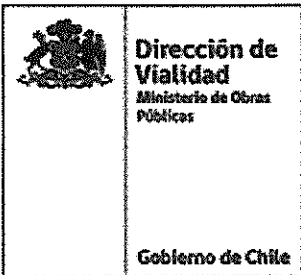 Dirección de
Vialidad
Ministerio de Obras
Públicas
Gobierno de Chile